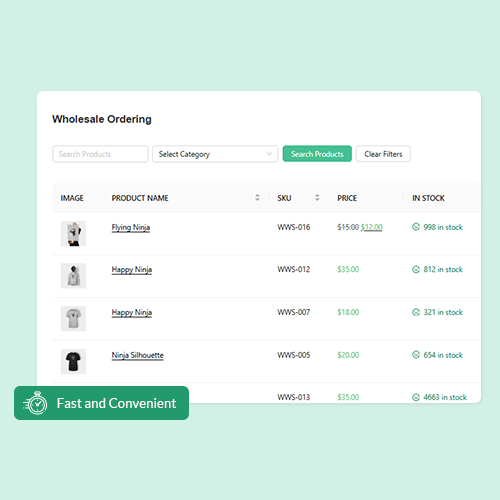 Wholesale Ordering
Search Products Select Category Search Products Clear Filters
IMAGE PRODUCT NAME SKU PRICE IN STOCK
Flying Ninja WWS-016 $15.00 $12.00 998 in stock
Happy Ninja WWS-012 $35.00 812 in stock
Happy Ninja WWS-007 $18.00 321 in stock
Ninja Silhouette WWS-005 $20.00 654 in stock
WWS-013 $35.00 4663 in stock
Fast and Convenient